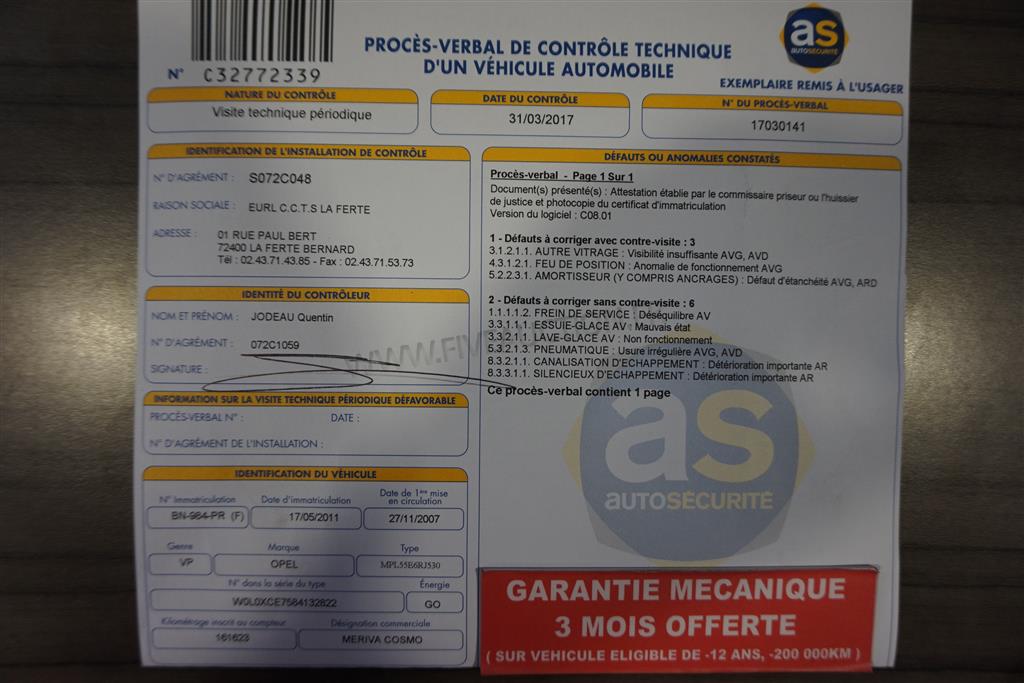 N° C32772339
PROCÈS-VERBAL DE CONTRÔLE TECHNIQUE
D'UN VÉHICULE AUTOMOBILE
as
AUTOSÉCURITÉ
EXEMPLAIRE REMIS À L'USAGER
NATURE DU CONTRÔLE
Visite technique périodique
DATE DU CONTRÔLE
31/03/2017
N° DU PROCÈS-VERBAL
17030141
IDENTIFICATION DE L'INSTALLATION DE CONTRÔLE
N° D'AGRÉMENT : S072C048
RAISON SOCIALE : EURL C.C.T.S LA FERTE
ADRESSE : 01 RUE PAUL BERT
72400 LA FERTE BERNARD
Tél : 02.43.71.43.85 - Fax : 02.43.71.53.73
IDENTITÉ DU CONTRÔLEUR
NOM ET PRÉNOM : JODEAU Quentin
N° D'AGRÉMENT : 072C1059
SIGNATURE :
INFORMATION SUR LA VISITE TECHNIQUE PÉRIODIQUE DÉFAVORABLE
PROCÈS-VERBAL N° : DATE :
N° D'AGRÉMENT DE L'INSTALLATION :
IDENTIFICATION DU VÉHICULE
N° Immatriculation Date d'immatriculation Date de 1ère mise
en circulation
BN-984-PR (F) 17/05/2011 27/11/2007
Genre Marque Type
VP OPEL MPL55E6RJ530
N° dans la série du type Énergie
W0L0XCE7584132822 GO
Kilométrage inscrit au compteur Désignation commerciale
161623 MERIVA COSMO
DÉFAUTS OU ANOMALIES CONSTATÉS
Procès-verbal - Page 1 Sur 1
Document(s) présenté(s) : Attestation établie par le commissaire priseur ou l'huissier
de justice et photocopie du certificat d'immatriculation
Version du logiciel : C08.01
1 - Défauts à corriger avec contre-visite : 3
3.1.2.1.1. AUTRE VITRAGE : Visibilité insuffisante AVG, AVD
4.3.1.2.1. FEU DE POSITION : Anomalie de fonctionnement AVG
5.2.2.3.1. AMORTISSEUR (Y COMPRIS ANCRAGES) : Défaut d'étanchéité AVG, ARD
2 - Défauts à corriger sans contre-visite : 6
1.1.1.1.2. FREIN DE SERVICE : Déséquilibre AV
3.3.1.1.1. ESSUIE-GLACE AV : Mauvais état
3.3.2.1.1. LAVE-GLACE AV : Non fonctionnement
5.3.2.1.3. PNEUMATIQUE : Usure irrégulière AVG, AVD
8.3.2.1.1. CANALISATION D'ECHAPPEMENT : Détérioration importante AR
8.3.3.1.1. SILENCIEUX D'ECHAPPEMENT : Détérioration importante AR
Ce procès-verbal contient 1 page
as
AUTOSÉCURITÉ
GARANTIE MECANIQUE
3 MOIS OFFERTE
( SUR VEHICULE ELIGIBLE DE -12 ANS, -200 000KM )